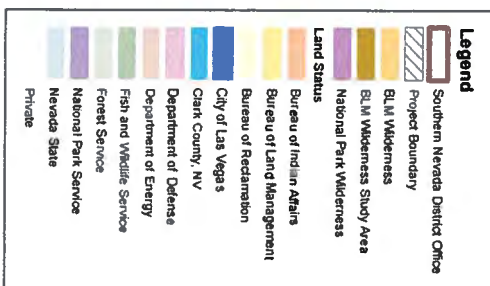 Legend
Southern Nevada District Office
Project Boundary
BLM Wilderness
BLM Wilderness Study Area
National Park Wilderness
Land Status
Bureau of Indian Affairs
Bureau of Land Management
Bureau of Reclamation
City of Las Vegas
Clark County, NV
Department of Defense
Department of Energy
Fish and Wildlife Service
Forest Service
National Park Service
Nevada State
Private